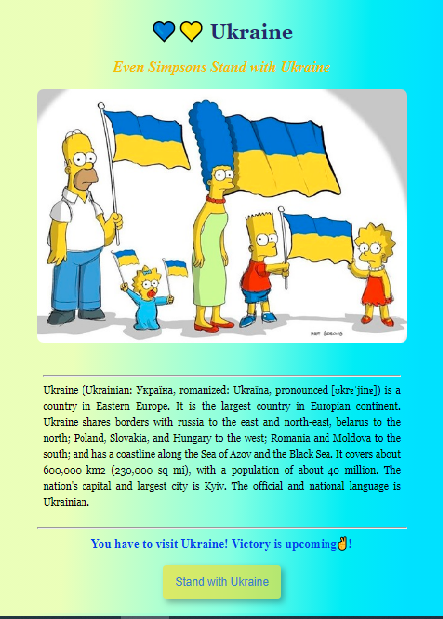 💙💛 Ukraine
Even Simpsons Stand with Ukraine
MATT GROENING
Ukraine (Ukrainian: Україна, romanized: Ukraïna, pronounced [ʊkrɐˈjinɐ]) is a
country in Eastern Europe. It is the largest country in Europian continent.
Ukraine shares borders with russia to the east and north-east, belarus to the
north; Poland, Slovakia, and Hungary to the west; Romania and Moldova to the
south; and has a coastline along the Sea of Azov and the Black Sea. It covers about
600,000 km2 (230,000 sq mi), with a population of about 40 million. The
nation's capital and largest city is Kyiv. The official and national language is
Ukrainian.
You have to visit Ukraine! Victory is upcoming✌!
Stand with Ukraine